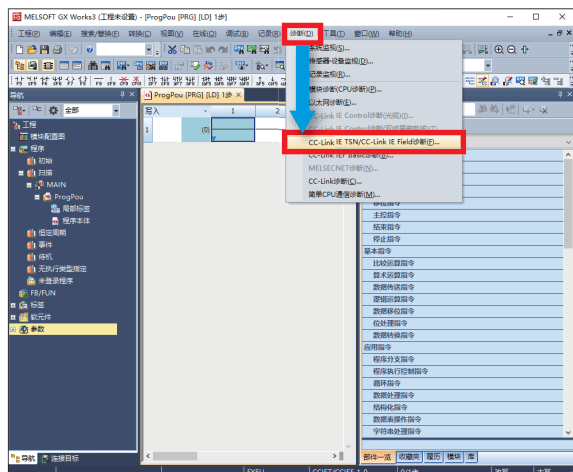 MELSOFT GX Works3 (工程未设置) - [ProgPou [PRG] [LD] 1步]
工程(P) 编辑(E) 搜索/替换(F) 转换(C) 视图(V) 在线(O) 调试(B) 记录(R) 诊断(D) 工具(T) 窗口(W) 帮助(H)
系统监视(S)...
传感器·设备监视(P)...
记录监视(R)...
模块诊断(CPU诊断)(P)...
以太网诊断(E)...
CC-Link IE TSN/CC-Link IE Field诊断(F)...
CC-Link IEF Basic诊断(B)...
MELSECNET诊断(N)...
CC-Link诊断(C)...
简单CPU通信诊断(M)...
导航
全部
工程
模块配置图
程序
初始
扫描
MAIN
ProgPou
局部标签
程序本体
恒定周期
事件
待机
无执行类型指定
未登录程序
FB/FUN
标签
软元件
参数
导航 连接目标
ProgPou [PRG] [LD] 1步
写入 1 2
1 (0)
主控指令
结束指令
停止指令
基本指令
比较运算指令
算术运算指令
数据传送指令
逻辑运算指令
数据移位指令
位处理指令
数据转换指令
应用指令
程序分支指令
程序执行控制指令
循环指令
数据处理指令
结构化指令
数据表操作指令
字符串处理指令
部件一览 收藏夹 履历 模块 库